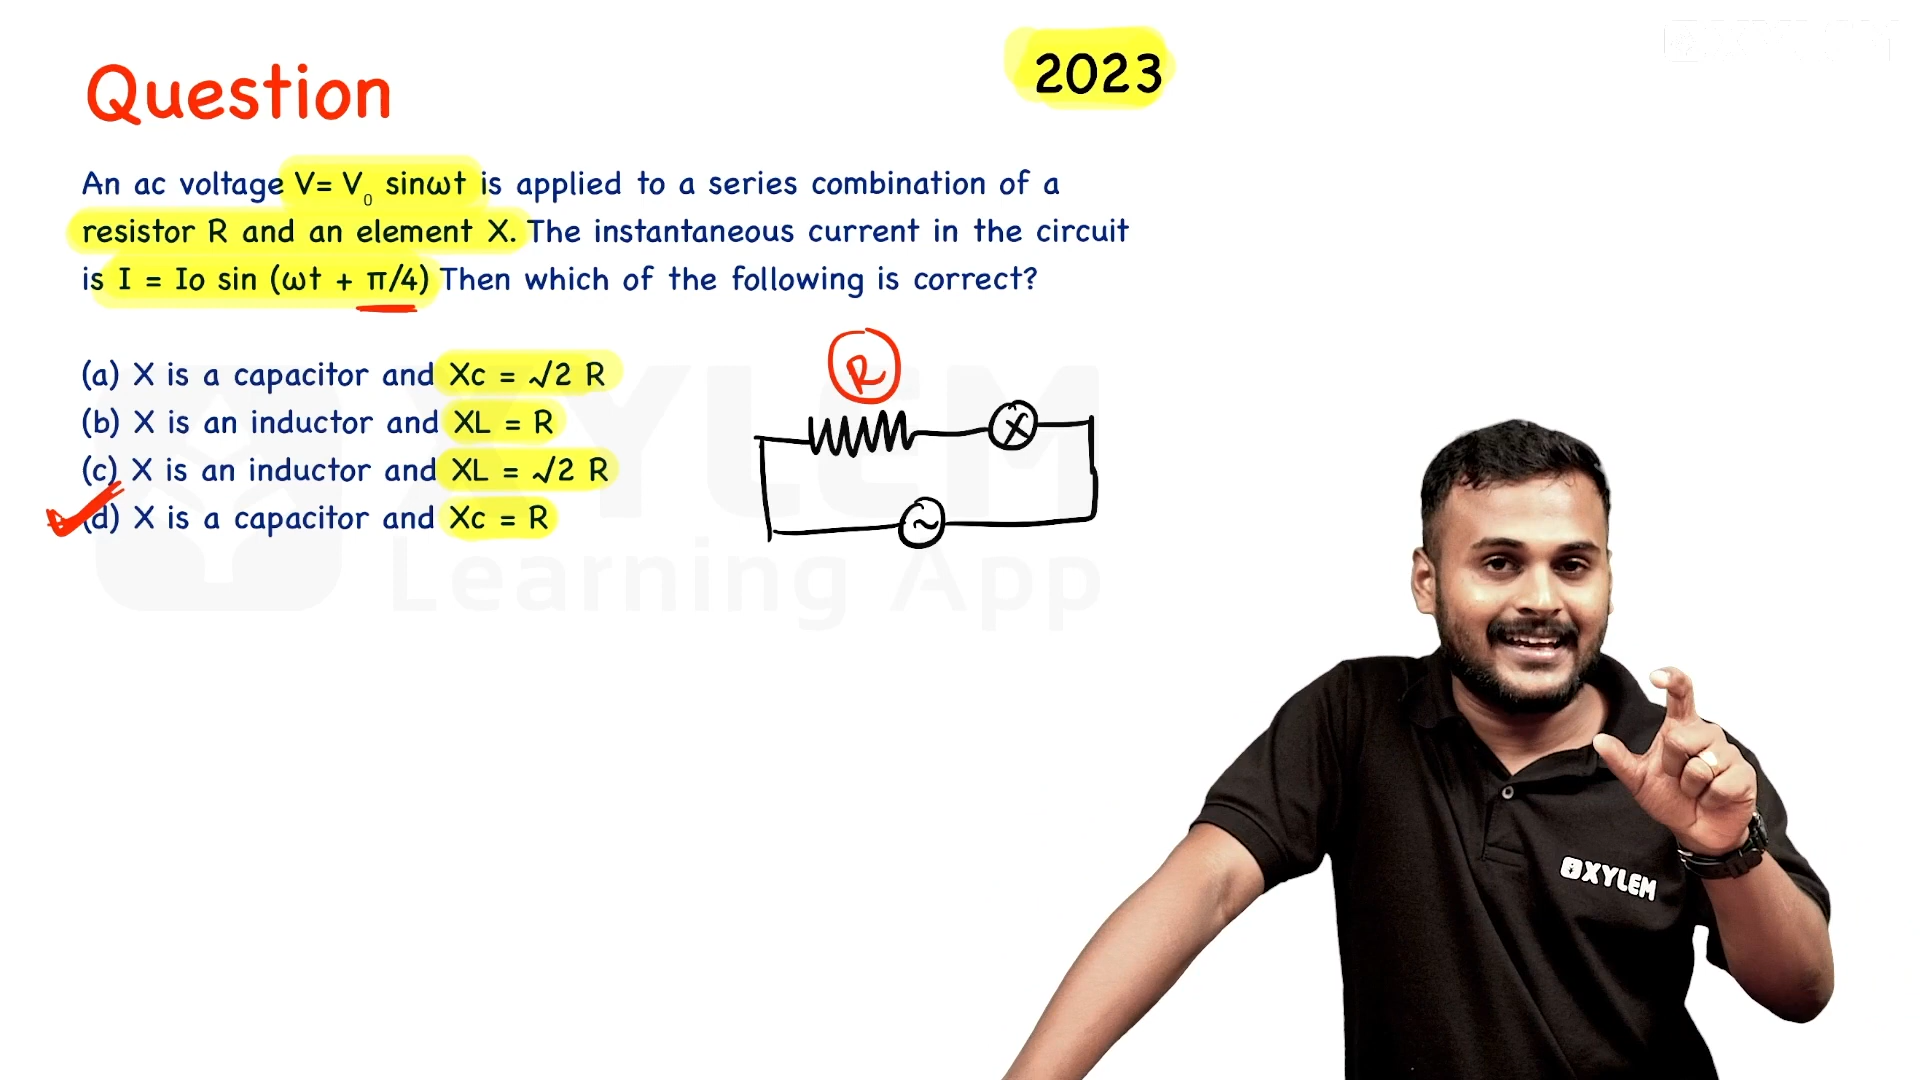 Question
2023
An ac voltage V= V₀ sinωt is applied to a series combination of a
resistor R and an element X. The instantaneous current in the circuit
is I = Io sin (ωt + π/4) Then which of the following is correct?
(a) X is a capacitor and Xc = √2 R
(b) X is an inductor and XL = R
(c) X is an inductor and XL = √2 R
(d) X is a capacitor and Xc = R
R
X
~
XYLEM
Learning App
XYLEM